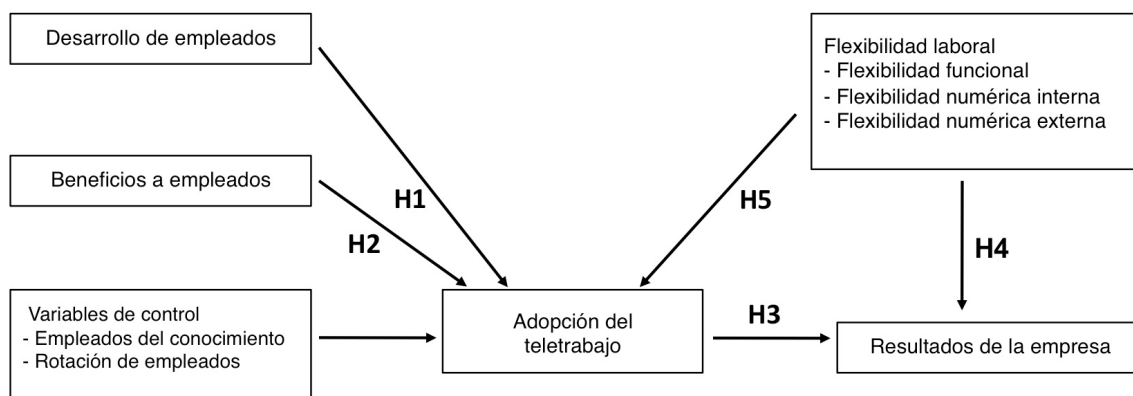 Desarrollo de empleados
Beneficios a empleados
Variables de control
- Empleados del conocimiento
- Rotación de empleados
H1
H2
Adopción del
teletrabajo
Flexibilidad laboral
- Flexibilidad funcional
- Flexibilidad numérica interna
- Flexibilidad numérica externa
H5
H4
H3
Resultados de la empresa